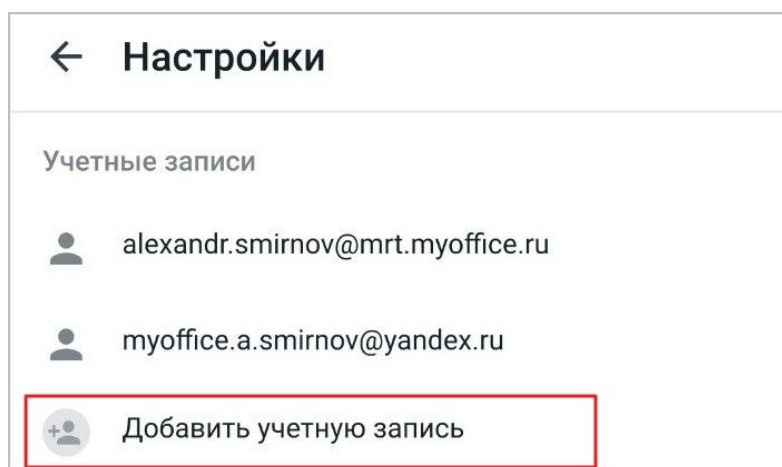 Настройки
Учетные записи
alexandr.smirnov@mrt.myoffice.ru
myoffice.a.smirnov@yandex.ru
Добавить учетную запись